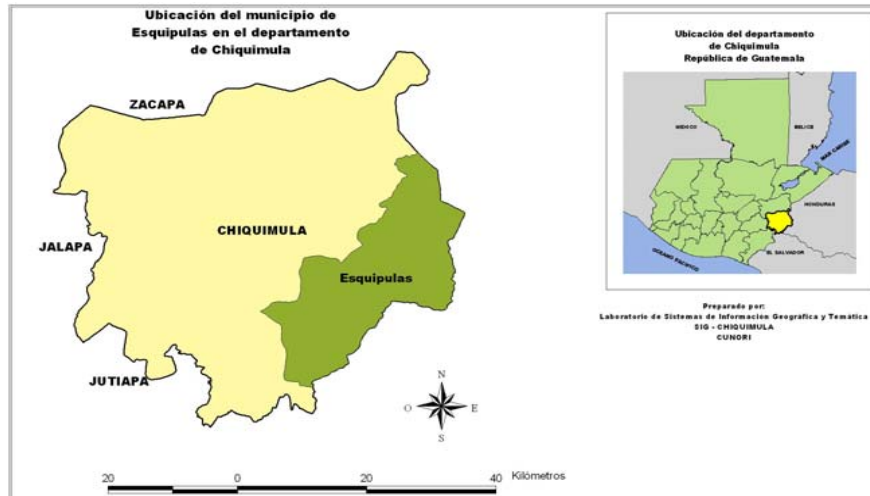 Ubicación del municipio de
Esquipulas en el departamento
de Chiquimula
ZACAPA
CHIQUIMULA
JALAPA
Esquipulas
JUTIAPA
N
O
E
S
20
0
20
40
Kilómetros
Ubicación del departamento
de Chiquimula
República de Guatemala
MEXICO
BELICE
MAR CARIBE
HONDURAS
EL SALVADOR
OCEANO PACIFICO
Preparado por:
Laboratorio de Sistemas de Información Geográfica y Temática
SIG - CHIQUIMULA
CUNORI